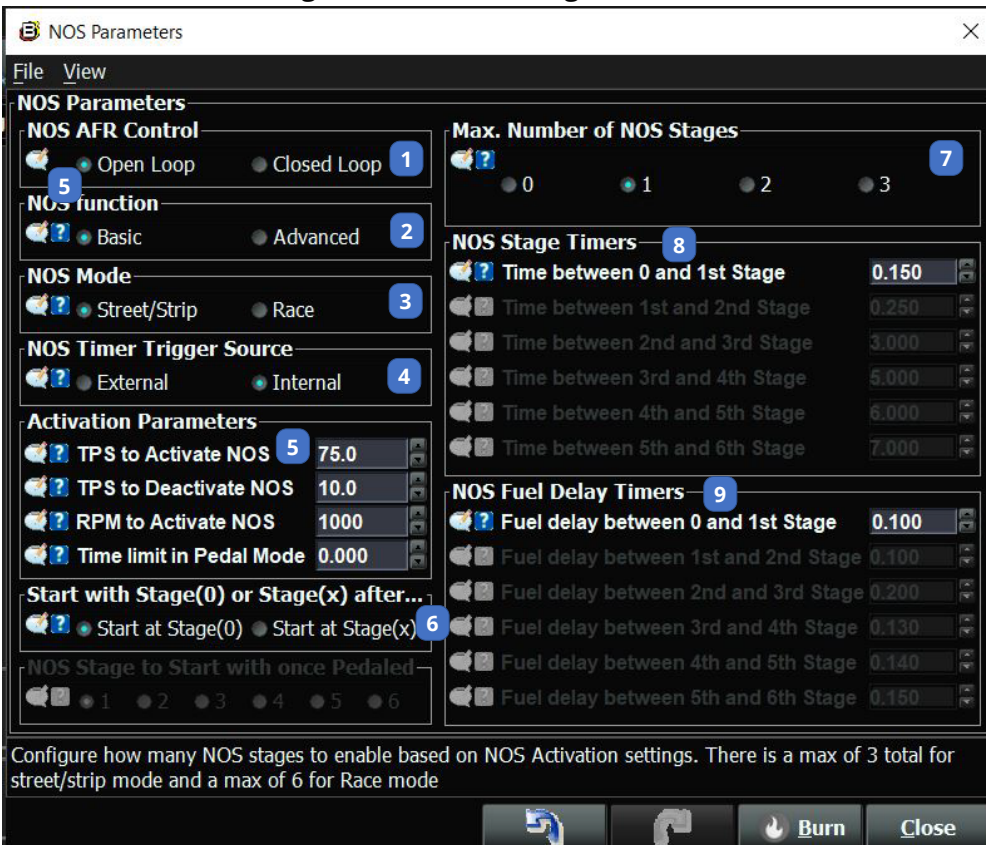 NOS Parameters
File View
NOS Parameters
NOS AFR Control
Open Loop Closed Loop 1
5
NOS function
Basic Advanced 2
NOS Mode
Street/Strip Race 3
NOS Timer Trigger Source
External Internal 4
Activation Parameters
TPS to Activate NOS 5 75.0
TPS to Deactivate NOS 10.0
RPM to Activate NOS 1000
Time limit in Pedal Mode 0.000
Start with Stage(0) or Stage(x) after...
Start at Stage(0) Start at Stage(x) 6
NOS Stage to Start with once Pedaled
1 2 3 4 5 6
Max. Number of NOS Stages
7
0 1 2 3
NOS Stage Timers 8
Time between 0 and 1st Stage 0.150
Time between 1st and 2nd Stage 0.250
Time between 2nd and 3rd Stage 3.000
Time between 3rd and 4th Stage 5.000
Time between 4th and 5th Stage 6.000
Time between 5th and 6th Stage 7.000
NOS Fuel Delay Timers 9
Fuel delay between 0 and 1st Stage 0.100
Fuel delay between 1st and 2nd Stage 0.100
Fuel delay between 2nd and 3rd Stage 0.200
Fuel delay between 3rd and 4th Stage 0.130
Fuel delay between 4th and 5th Stage 0.140
Fuel delay between 5th and 6th Stage 0.150
Configure how many NOS stages to enable based on NOS Activation settings. There is a max of 3 total for
street/strip mode and a max of 6 for Race mode
Burn Close